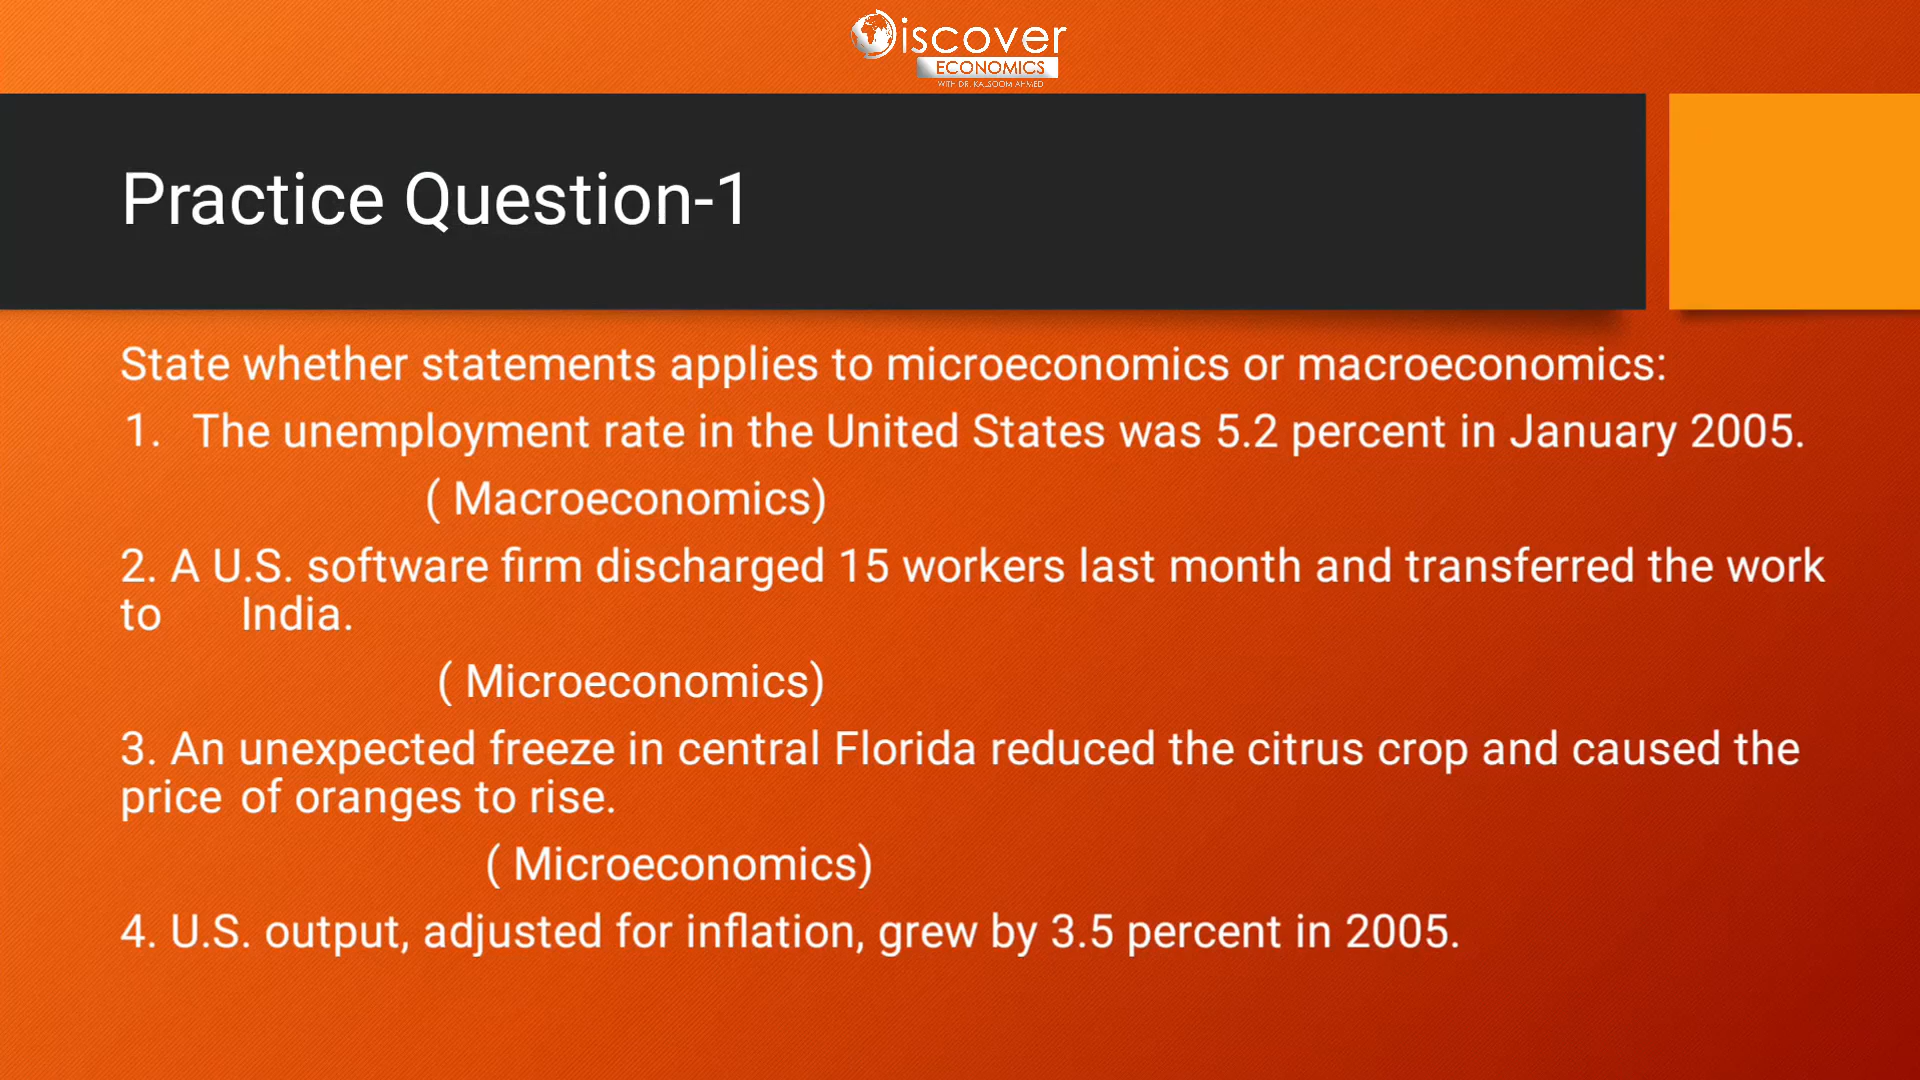 Discover
ECONOMICS
WITH DR. KALSOOM AHMED
Practice Question-1
State whether statements applies to microeconomics or macroeconomics:
1. The unemployment rate in the United States was 5.2 percent in January 2005.
( Macroeconomics)
2. A U.S. software firm discharged 15 workers last month and transferred the work
to India.
( Microeconomics)
3. An unexpected freeze in central Florida reduced the citrus crop and caused the
price of oranges to rise.
( Microeconomics)
4. U.S. output, adjusted for inflation, grew by 3.5 percent in 2005.